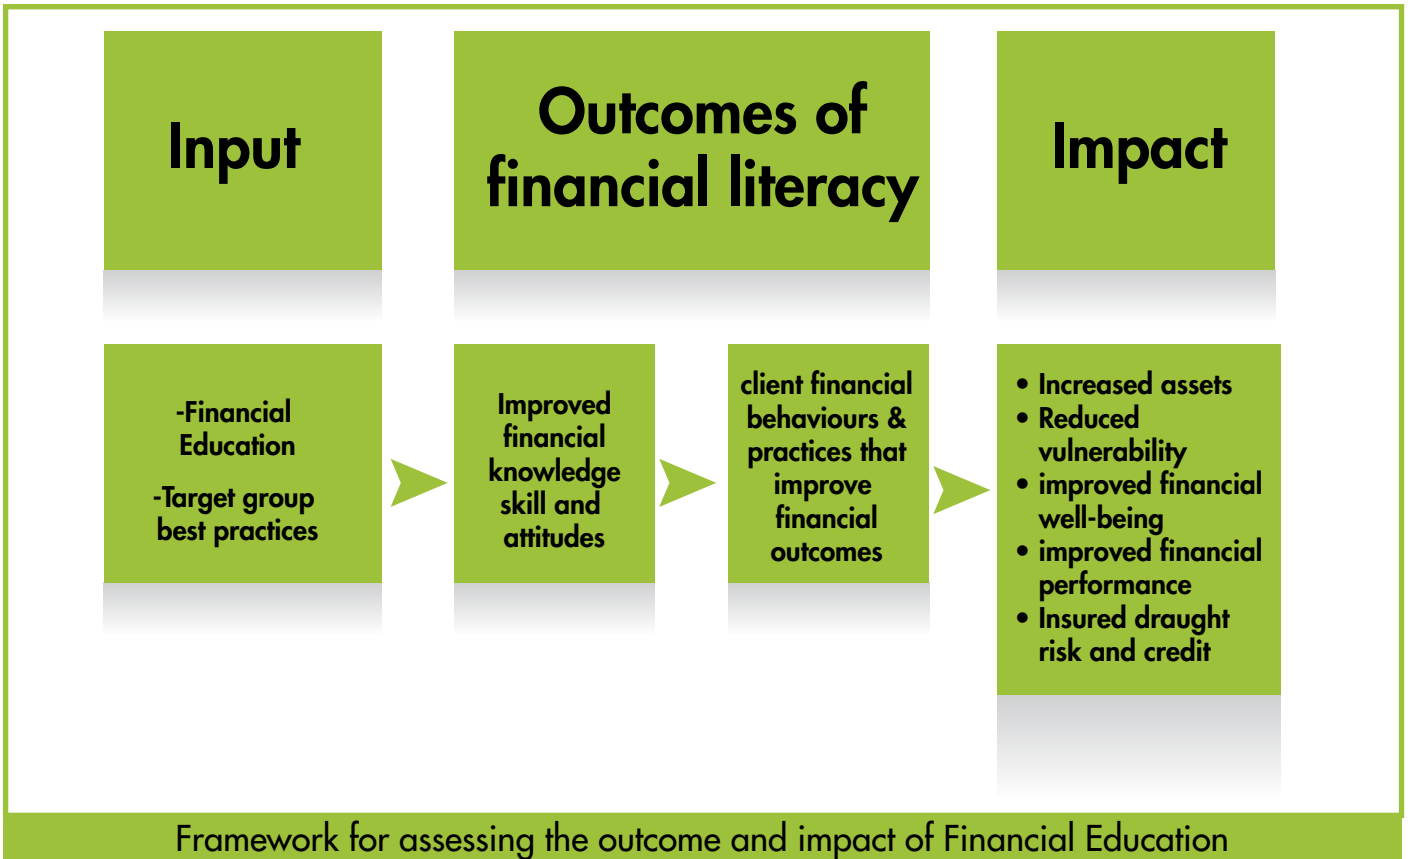 Input
Outcomes of
financial literacy
Impact
-Financial
Education
-Target group
best practices
Improved
financial
knowledge
skill and
attitudes
client financial
behaviours &
practices that
improve
financial
outcomes
• Increased assets
• Reduced
vulnerability
• improved financial
well-being
• improved financial
performance
• Insured draught
risk and credit
Framework for assessing the outcome and impact of Financial Education